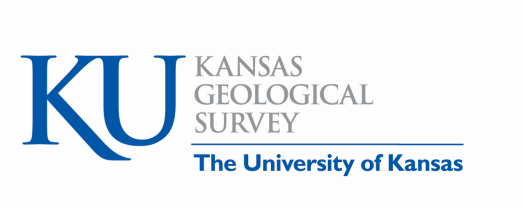 KU
KANSAS
GEOLOGICAL
SURVEY
The University of Kansas